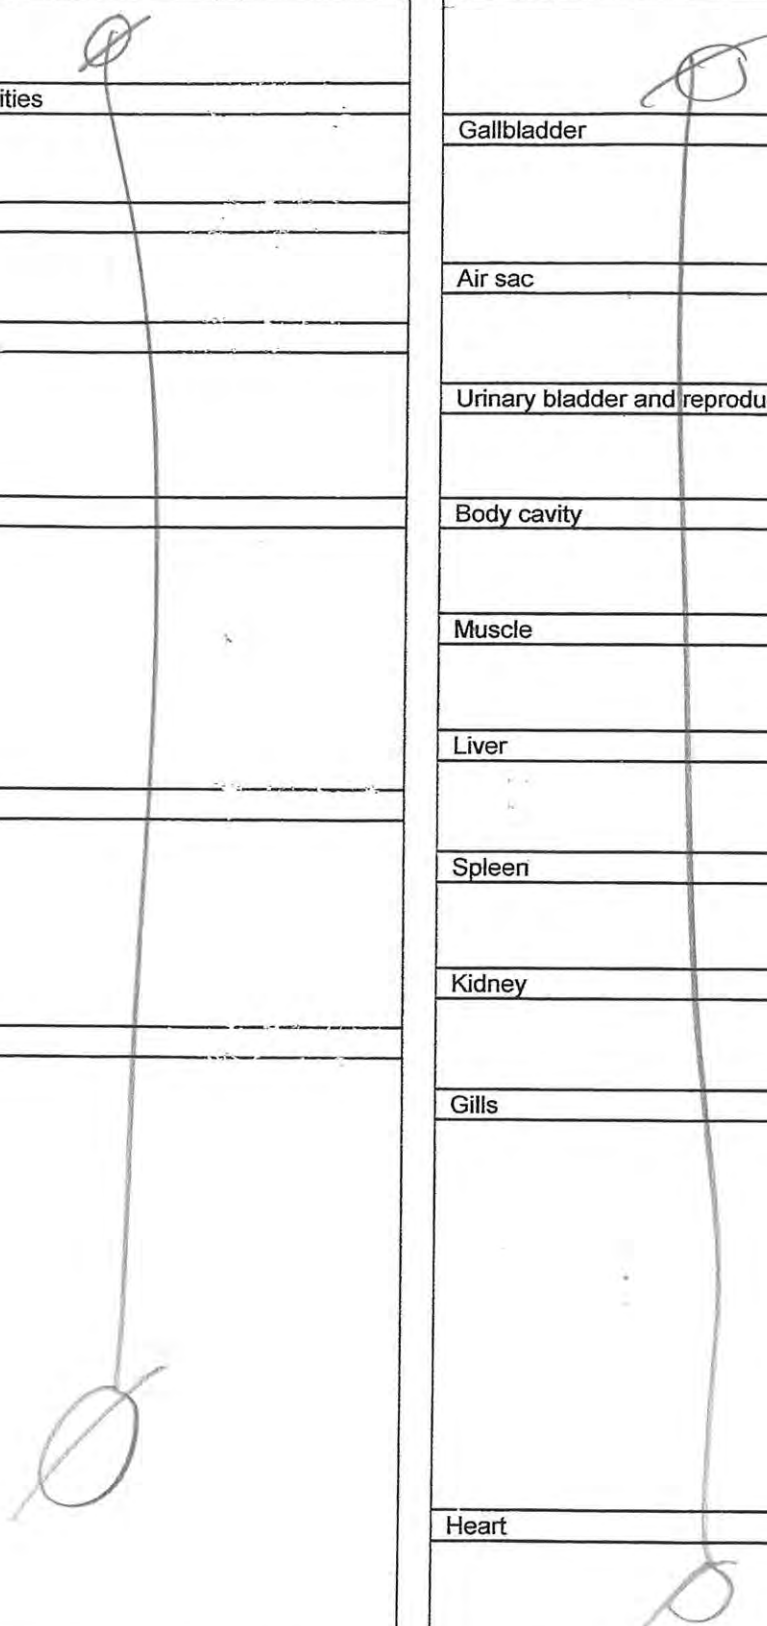 Ø
ities
Ø
Ø
Gallbladder
Air sac
Urinary bladder and reprodu
Body cavity
Muscle
Liver
Spleen
Kidney
Gills
Heart
Ø